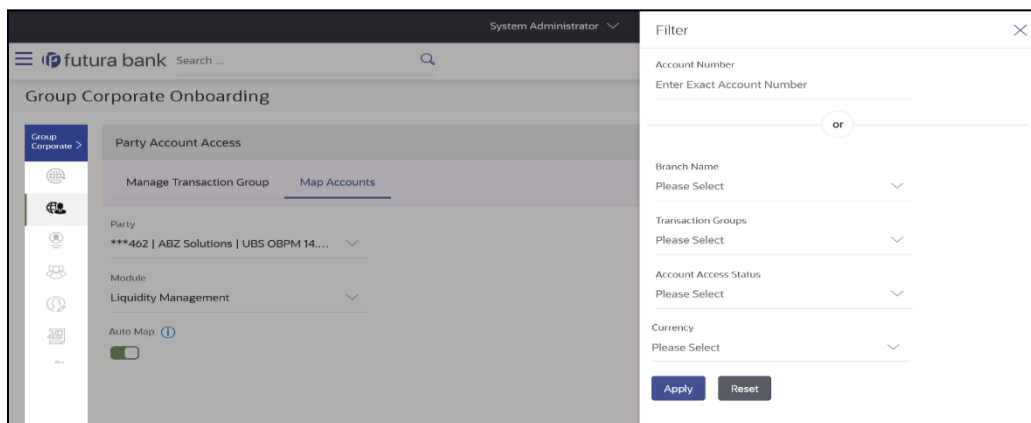 System Administrator
futura bank Search ...
Group Corporate Onboarding
Group
Corporate >
Party Account Access
Manage Transaction Group Map Accounts
Party
***462 | ABZ Solutions | UBS OBPM 14....
Module
Liquidity Management
Auto Map
Filter
Account Number
Enter Exact Account Number
or
Branch Name
Please Select
Transaction Groups
Please Select
Account Access Status
Please Select
Currency
Please Select
Apply Reset